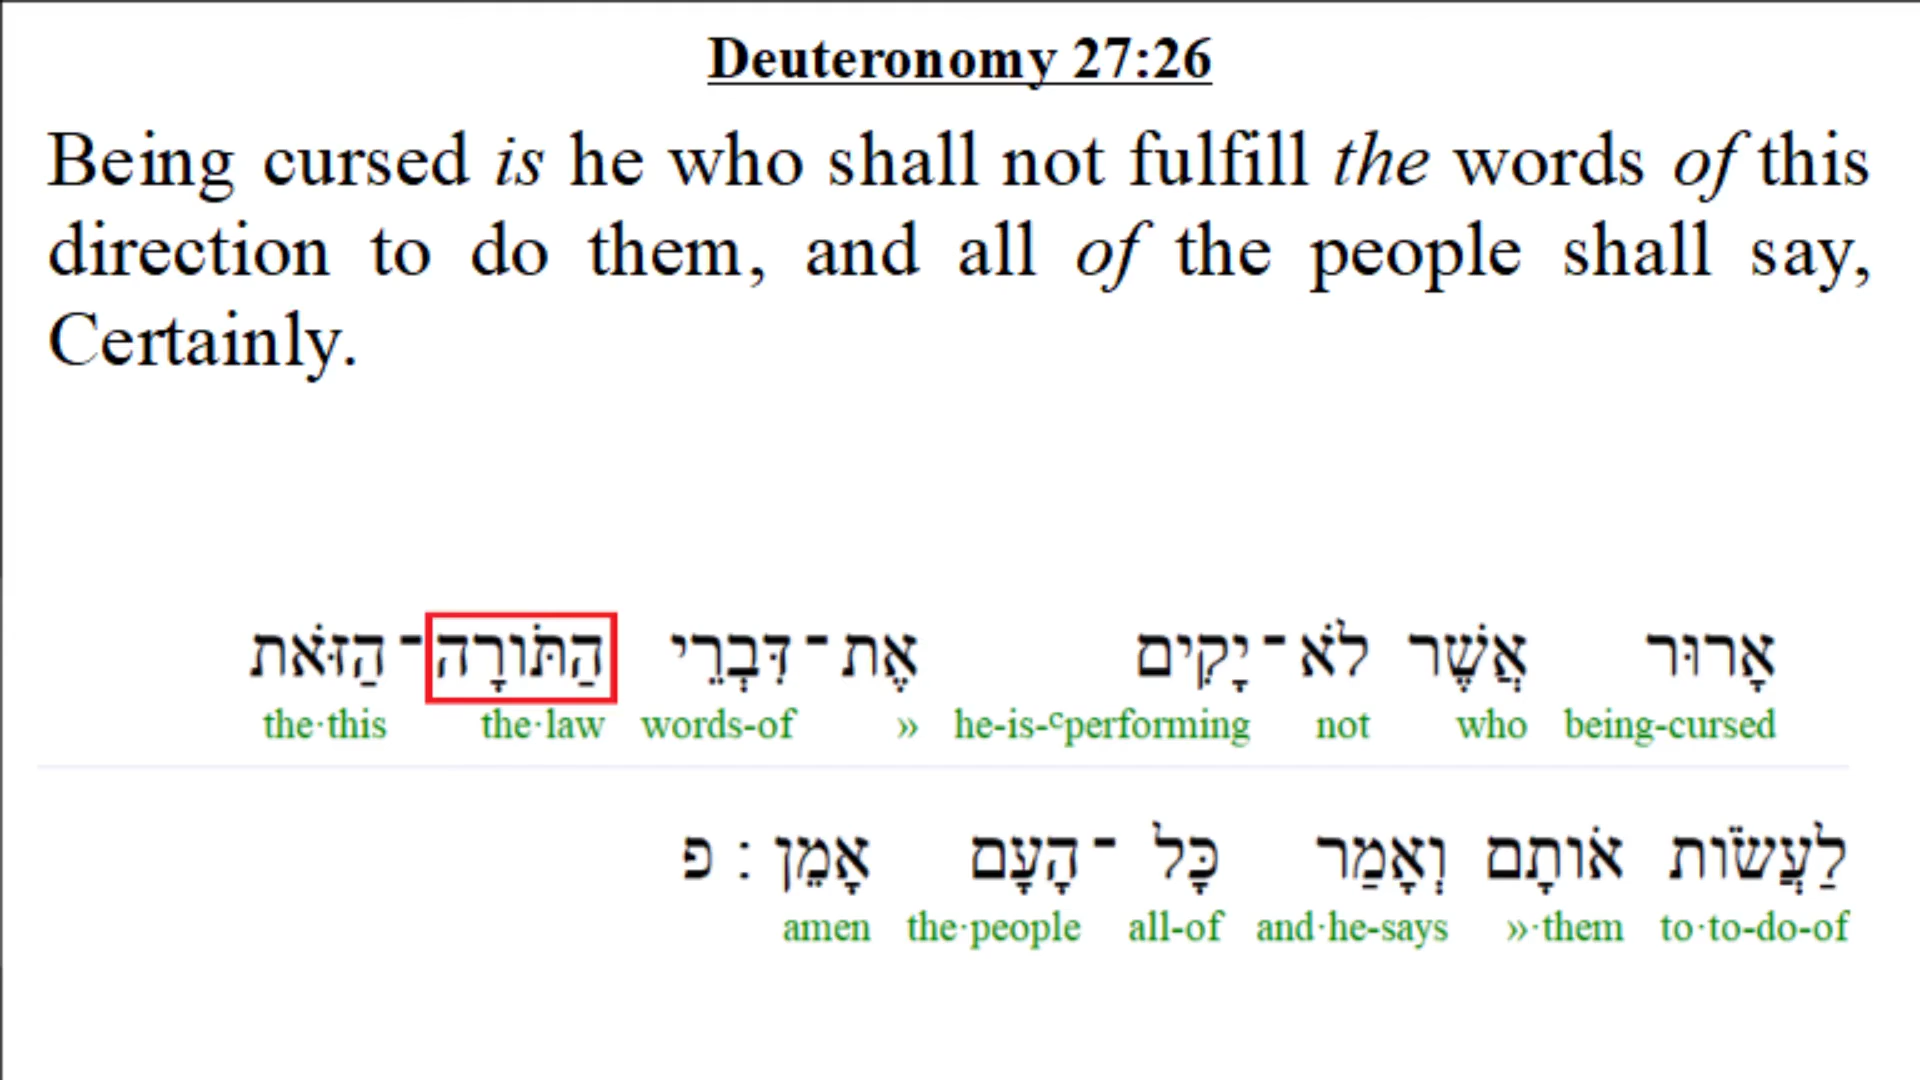 Deuteronomy 27:26
Being cursed is he who shall not fulfill the words of this
direction to do them, and all of the people shall say,
Certainly.
אָרוּר אֲשֶׁר לֹא־יָקִים אֶת־דִּבְרֵי הַתּוֹרָה־הַזֹּאת
the·this the·law words-of » he-is-ᶜperforming not who being-cursed
לַעֲשׂוֹת אוֹתָם וְאָמַר כָּל־הָעָם אָמֵן : פ
amen the·people all-of and·he-says »·them to·to-do-of